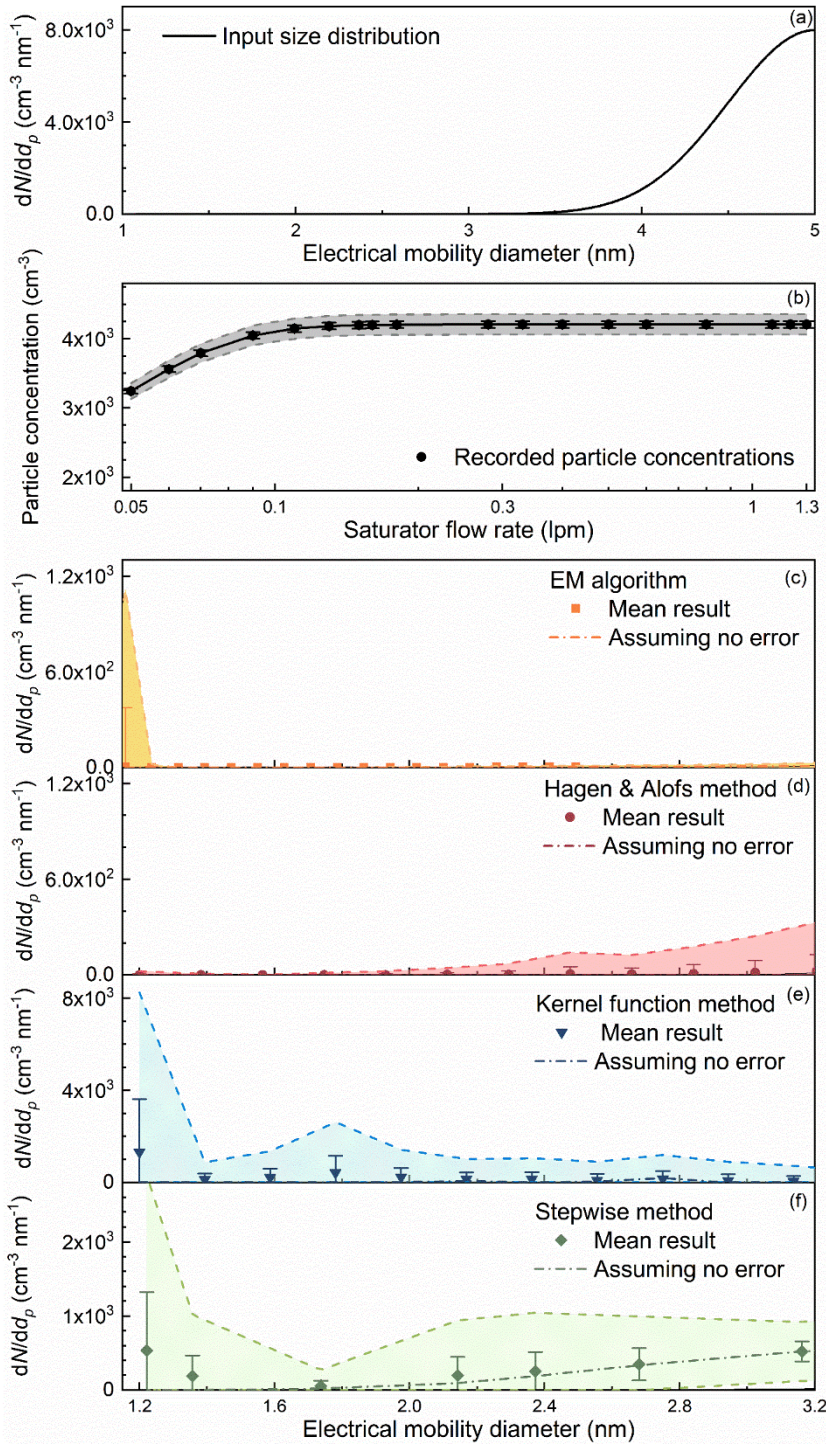 (a)
Input size distribution
dN/dd_p (cm⁻³ nm⁻¹)
8.0x10³
4.0x10³
0.0
1 2 3 4 5
Electrical mobility diameter (nm)
(b)
Particle concentration (cm⁻³)
4x10³
3x10³
2x10³
Recorded particle concentrations
0.05 0.1 0.3 1 1.3
Saturator flow rate (lpm)
(c)
EM algorithm
Mean result
Assuming no error
dN/dd_p (cm⁻³ nm⁻¹)
1.2x10³
6.0x10²
0.0
(d)
Hagen & Alofs method
Mean result
Assuming no error
dN/dd_p (cm⁻³ nm⁻¹)
1.2x10³
6.0x10²
0.0
(e)
Kernel function method
Mean result
Assuming no error
dN/dd_p (cm⁻³ nm⁻¹)
8x10³
4x10³
0
(f)
Stepwise method
Mean result
Assuming no error
dN/dd_p (cm⁻³ nm⁻¹)
2x10³
1x10³
0
1.2 1.6 2.0 2.4 2.8 3.2
Electrical mobility diameter (nm)